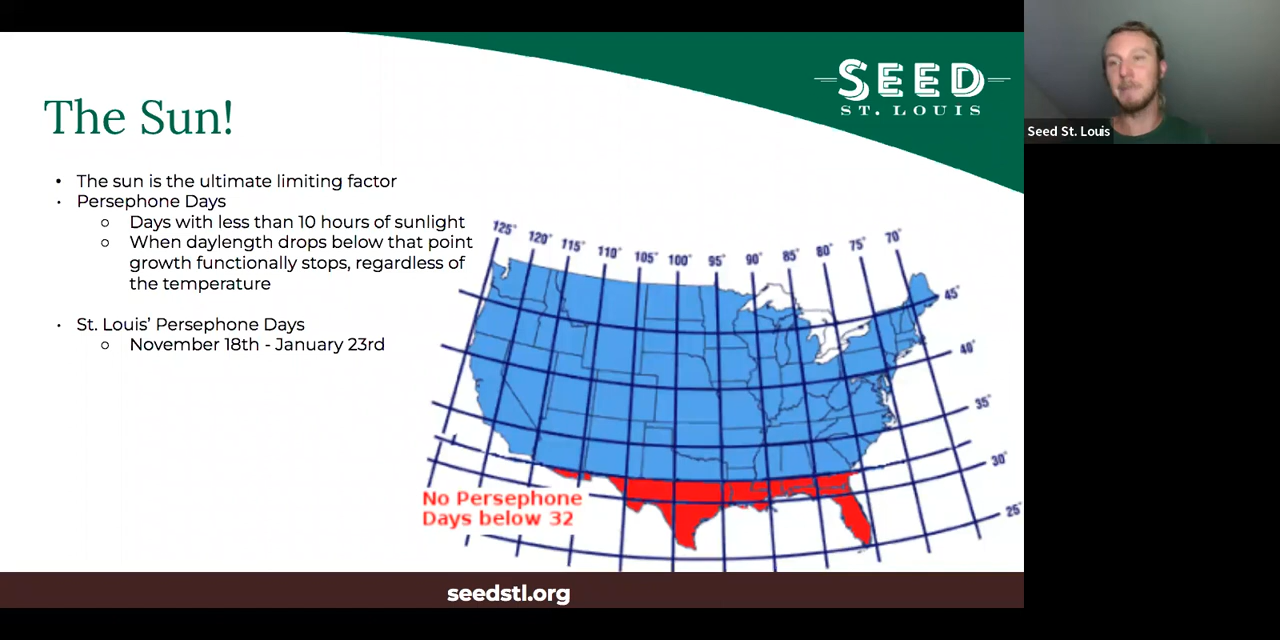 SEED
ST. LOUIS
Seed St. Louis
The Sun!
• The sun is the ultimate limiting factor
• Persephone Days
○ Days with less than 10 hours of sunlight
○ When daylength drops below that point
growth functionally stops, regardless of
the temperature
• St. Louis’ Persephone Days
○ November 18th - January 23rd
125° 120° 115° 110° 105° 100° 95° 90° 85° 80° 75° 70°
45°
40°
35°
30°
25°
No Persephone
Days below 32
seedstl.org